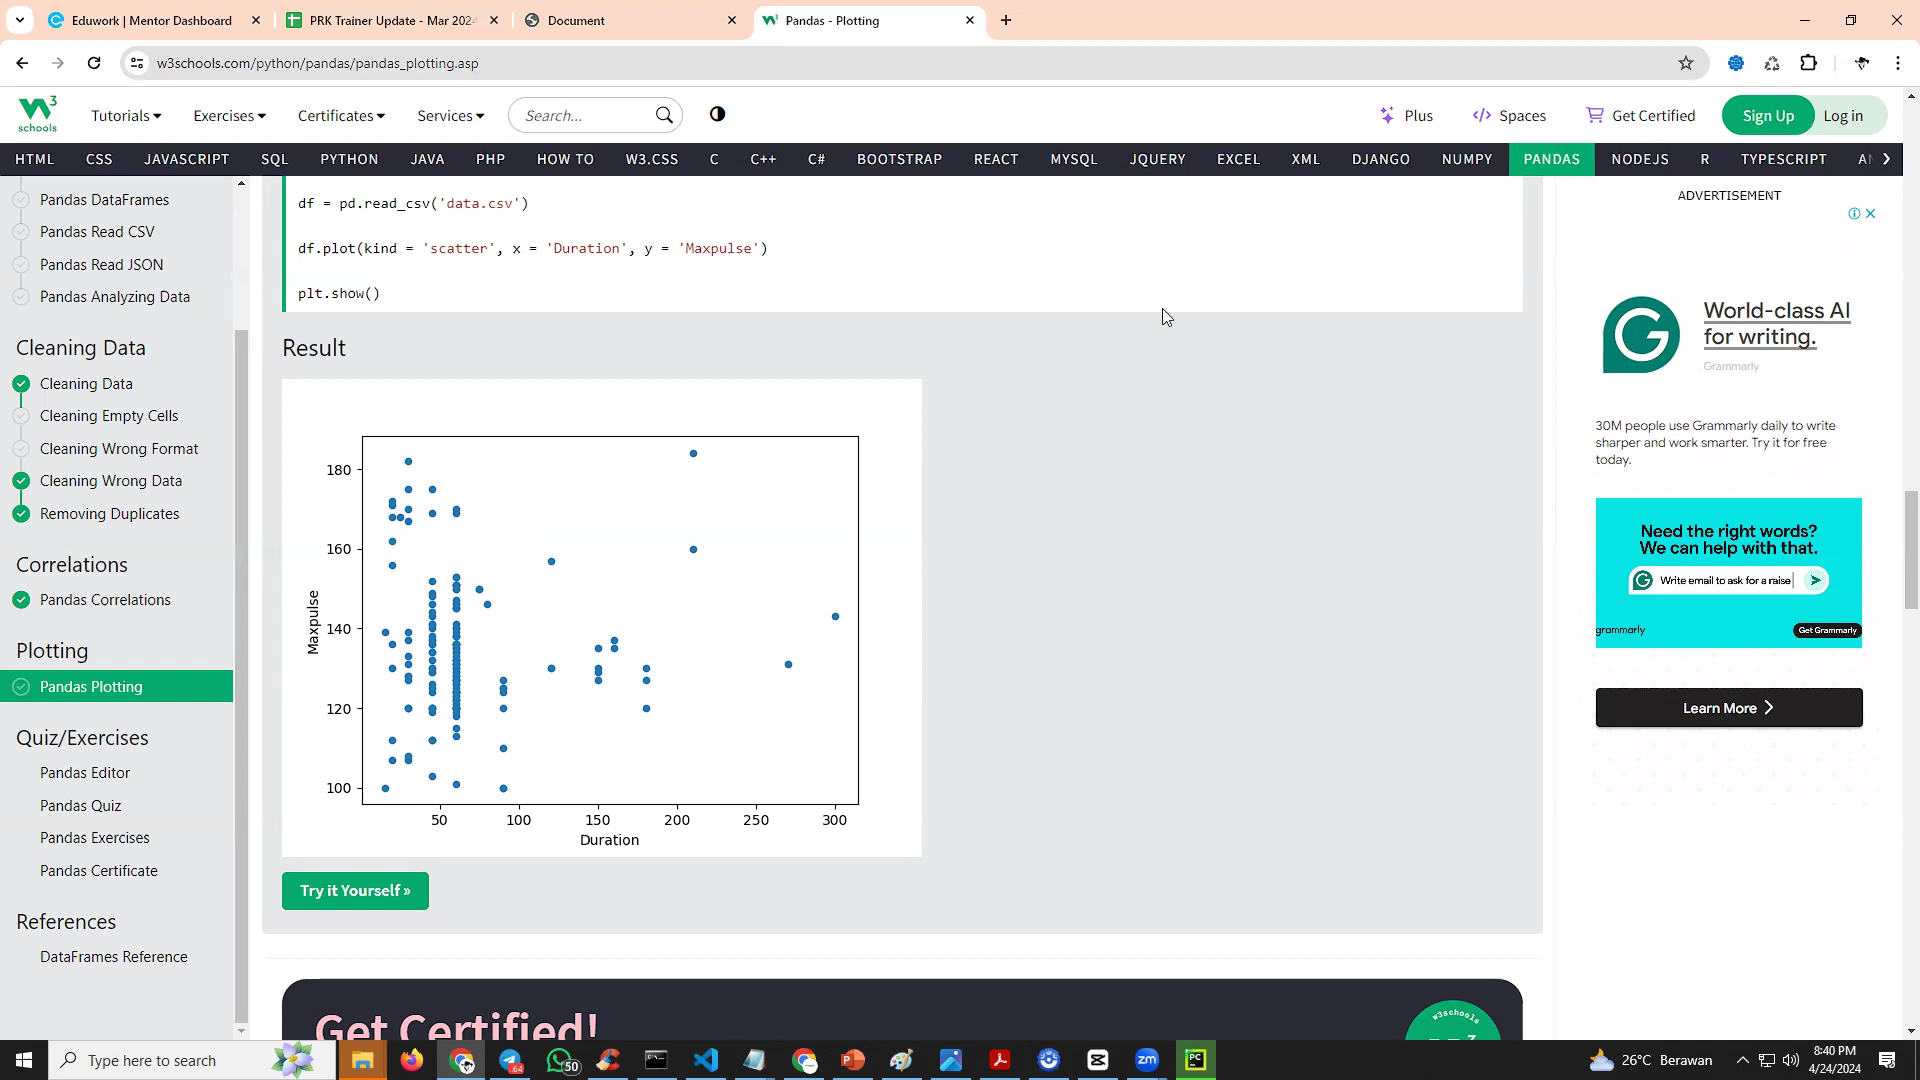 Eduwork | Mentor Dashboard
PRK Trainer Update - Mar 2024
Document
Pandas - Plotting
w3schools.com/python/pandas/pandas_plotting.asp
W3
schools
Tutorials
Exercises
Certificates
Services
Search...
Plus
Spaces
Get Certified
Sign Up
Log in
HTML
CSS
JAVASCRIPT
SQL
PYTHON
JAVA
PHP
HOW TO
W3.CSS
C
C++
C#
BOOTSTRAP
REACT
MYSQL
JQUERY
EXCEL
XML
DJANGO
NUMPY
PANDAS
NODEJS
R
TYPESCRIPT
Pandas DataFrames
Pandas Read CSV
Pandas Read JSON
Pandas Analyzing Data
Cleaning Data
Cleaning Data
Cleaning Empty Cells
Cleaning Wrong Format
Cleaning Wrong Data
Removing Duplicates
Correlations
Pandas Correlations
Plotting
Pandas Plotting
Quiz/Exercises
Pandas Editor
Pandas Quiz
Pandas Exercises
Pandas Certificate
References
DataFrames Reference
df = pd.read_csv('data.csv')
df.plot(kind = 'scatter', x = 'Duration', y = 'Maxpulse')
plt.show()
Result
180
160
140
120
100
Maxpulse
50 100 150 200 250 300
Duration
Try it Yourself »
Get Certified!
w3schools
ADVERTISEMENT
World-class AI
for writing.
Grammarly
30M people use Grammarly daily to write
sharper and work smarter. Try it for free
today.
Need the right words?
We can help with that.
Write email to ask for a raise
grammarly
Get Grammarly
Learn More
Type here to search
64
50
zm
PC
26°C Berawan
8:40 PM
4/24/2024